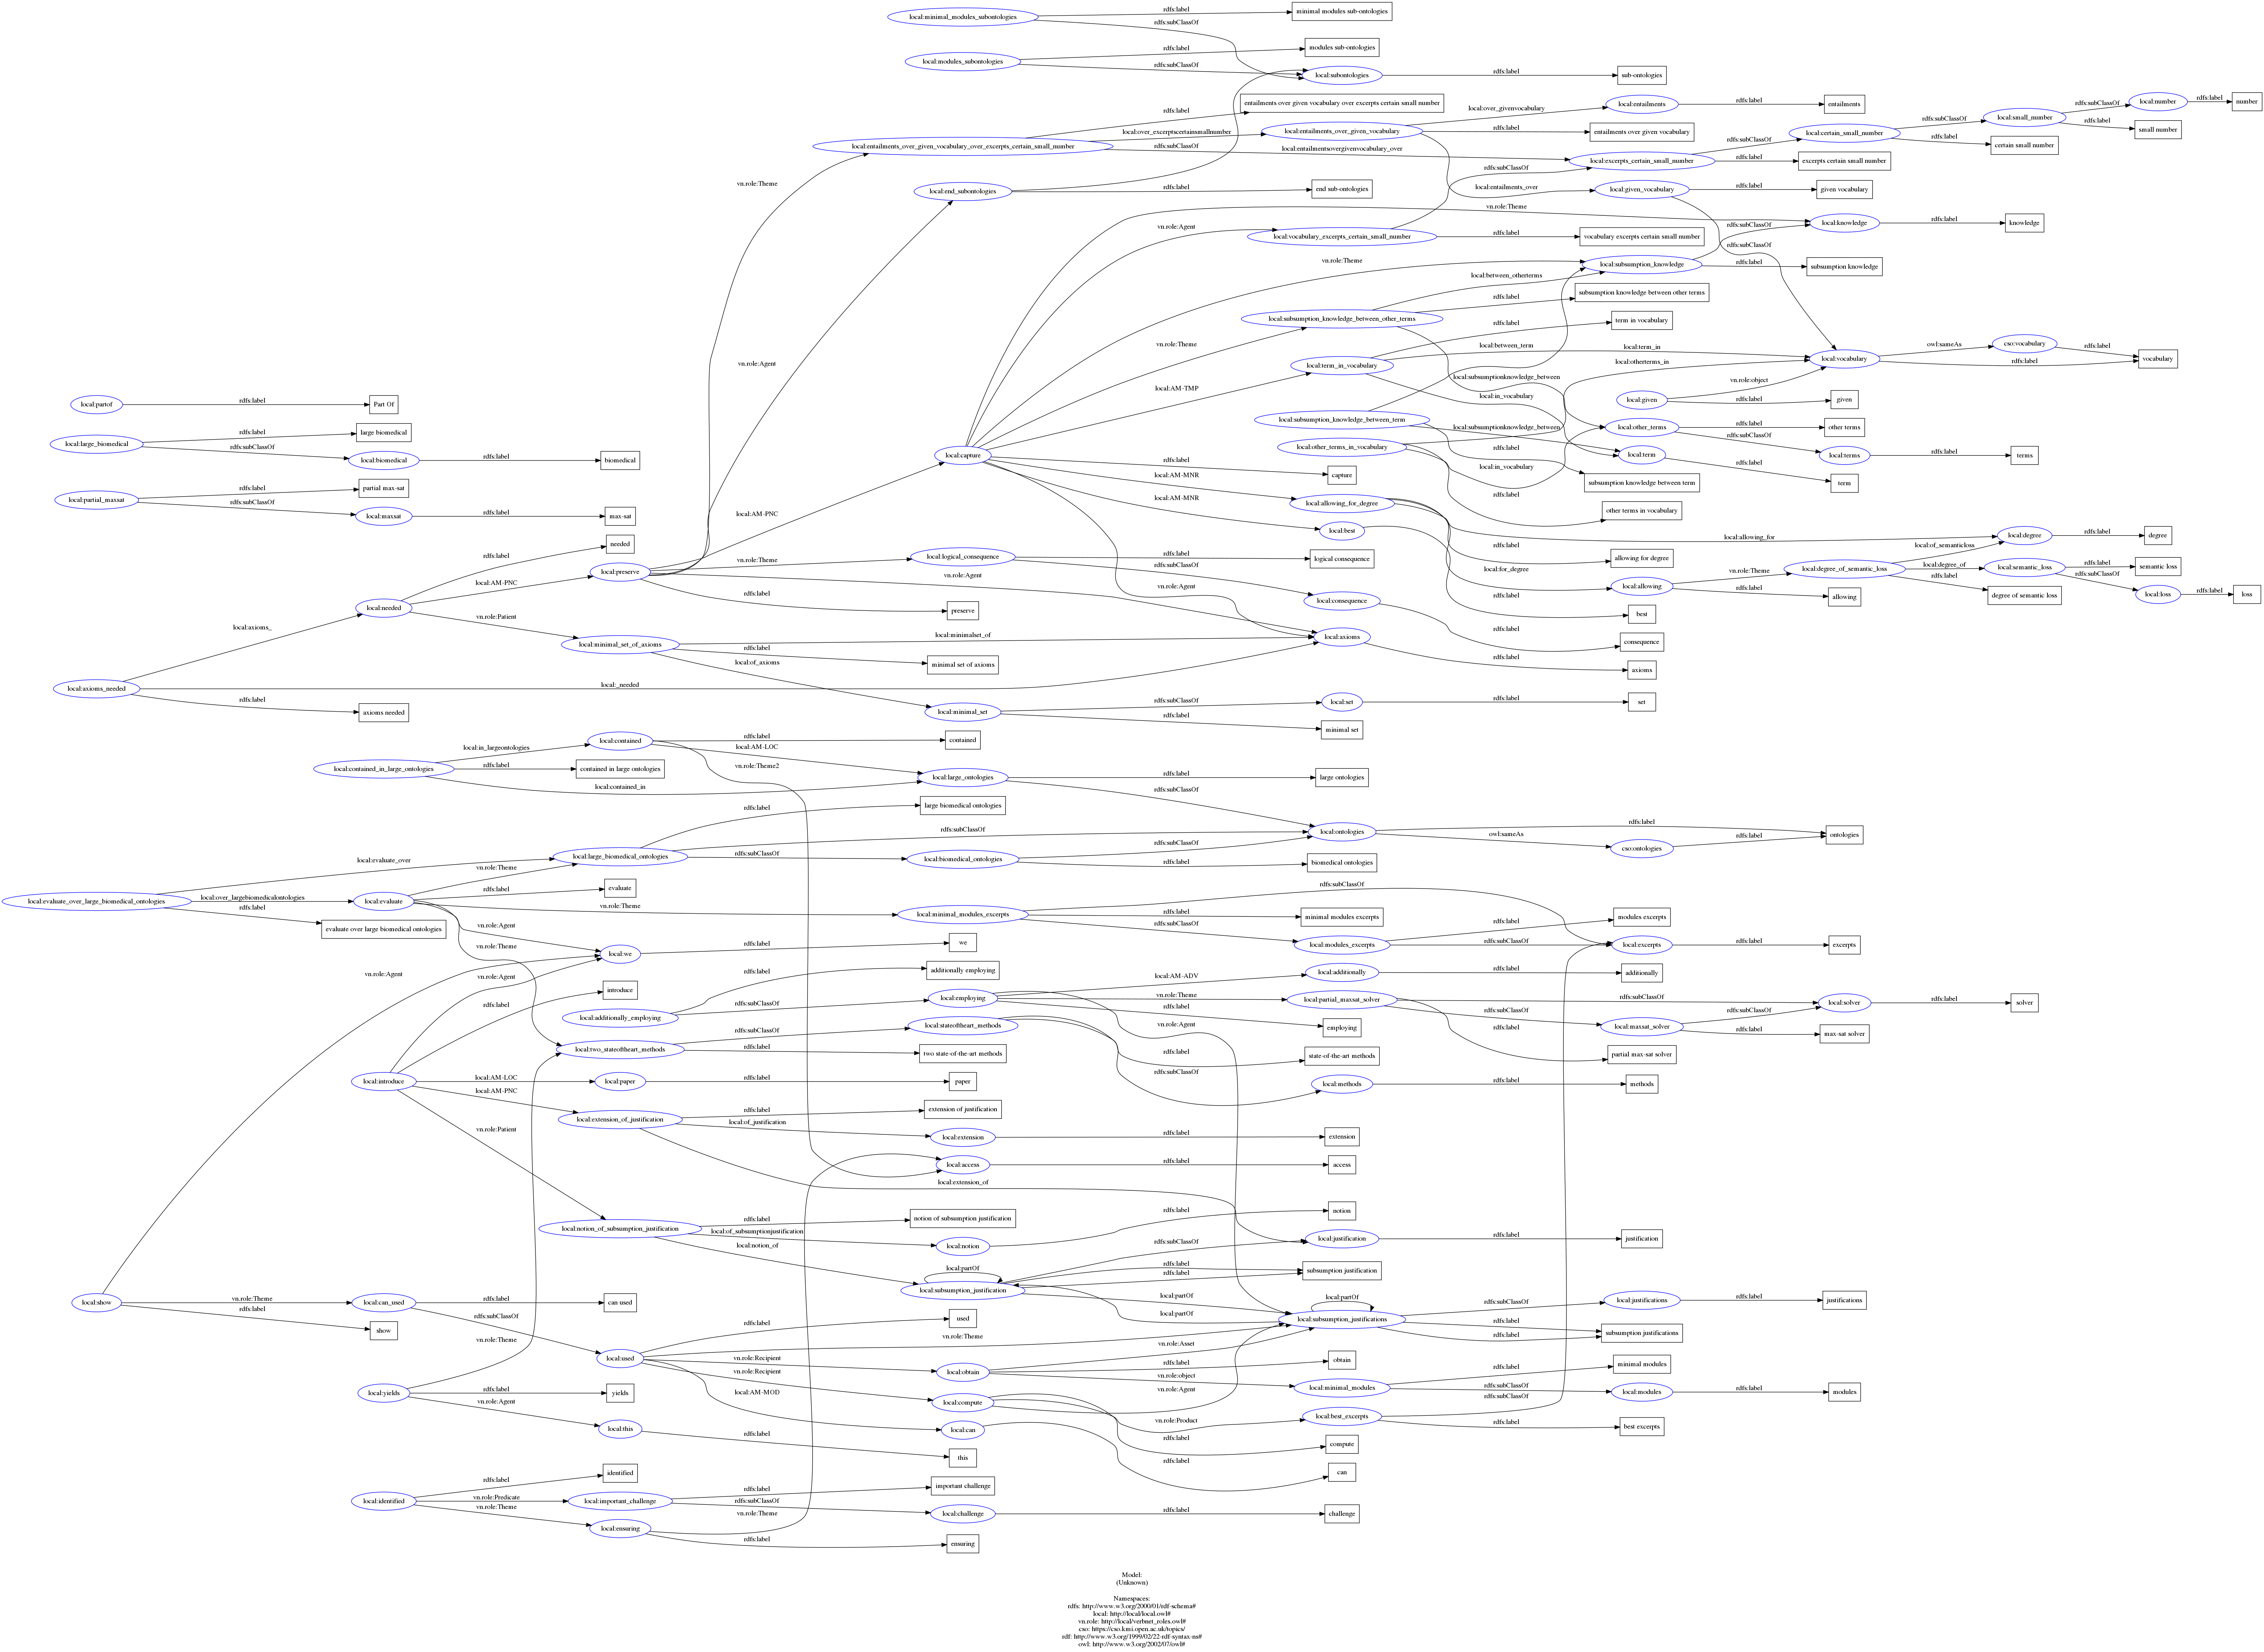 local:minimal_modules_subontologies
rdfs:label
minimal modules sub-ontologies
rdfs:subClassOf
local:modules_subontologies
rdfs:label
modules sub-ontologies
rdfs:subClassOf
local:subontologies
rdfs:label
sub-ontologies
rdfs:label
entailments over given vocabulary over excerpts certain small number
local:over_givenvocabulary
local:entailments
rdfs:label
entailments
rdfs:subClassOf
local:number
rdfs:label
number
local:entailments_over_given_vocabulary_over_excerpts_certain_small_number
local:over_excerptscertainsmallnumber
local:entailments_over_given_vocabulary
rdfs:label
entailments over given vocabulary
rdfs:subClassOf
local:certain_small_number
rdfs:subClassOf
local:small_number
rdfs:label
small number
rdfs:label
certain small number
rdfs:subClassOf
local:entailmentsovergivenvocabulary_over
local:excerpts_certain_small_number
rdfs:label
excerpts certain small number
rdfs:subClassOf
vn.role:Theme
local:end_subontologies
rdfs:label
end sub-ontologies
local:entailments_over
local:given_vocabulary
rdfs:label
given vocabulary
vn.role:Theme
rdfs:subClassOf
local:knowledge
rdfs:label
knowledge
vn.role:Agent
local:vocabulary_excerpts_certain_small_number
rdfs:label
vocabulary excerpts certain small number
rdfs:subClassOf
vn.role:Theme
local:subsumption_knowledge
rdfs:label
subsumption knowledge
local:between_otherterms
rdfs:label
subsumption knowledge between other terms
local:subsumption_knowledge_between_other_terms
rdfs:label
term in vocabulary
vn.role:Theme
local:between_term
local:term_in
local:term_in_vocabulary
local:otherterms_in
local:vocabulary
owl:sameAs
cso:vocabulary
rdfs:label
rdfs:label
vocabulary
vn.role:Agent
local:AM-TMP
local:subsumptionknowledge_between
vn.role:object
local:given
rdfs:label
given
local:in_vocabulary
local:partof
rdfs:label
Part Of
local:subsumption_knowledge_between_term
local:subsumptionknowledge_between
local:other_terms
rdfs:label
other terms
rdfs:subClassOf
local:large_biomedical
rdfs:label
large biomedical
rdfs:subClassOf
local:biomedical
rdfs:label
biomedical
local:capture
local:other_terms_in_vocabulary
rdfs:label
local:term
local:terms
rdfs:label
terms
rdfs:label
term
rdfs:label
capture
local:in_vocabulary
subsumption knowledge between term
local:partial_maxsat
rdfs:label
partial max-sat
rdfs:subClassOf
local:maxsat
rdfs:label
max-sat
local:AM-MNR
local:allowing_for_degree
rdfs:label
other terms in vocabulary
local:AM-MNR
local:AM-PNC
local:best
local:allowing_for
local:degree
rdfs:label
degree
rdfs:label
needed
rdfs:label
allowing for degree
local:of_semanticloss
local:preserve
vn.role:Theme
local:logical_consequence
rdfs:label
logical consequence
rdfs:subClassOf
vn.role:Agent
local:for_degree
local:allowing
vn.role:Theme
local:degree_of_semantic_loss
local:degree_of
local:semantic_loss
rdfs:label
semantic loss
rdfs:label
degree of semantic loss
rdfs:subClassOf
local:loss
rdfs:label
loss
rdfs:label
allowing
local:AM-PNC
vn.role:Agent
rdfs:label
preserve
local:consequence
rdfs:label
best
local:needed
vn.role:Patient
local:axioms_
local:minimal_set_of_axioms
local:minimalset_of
local:axioms
rdfs:label
consequence
rdfs:label
minimal set of axioms
rdfs:label
axioms
local:of_axioms
local:axioms_needed
local:_needed
rdfs:label
axioms needed
local:minimal_set
rdfs:subClassOf
local:set
rdfs:label
set
rdfs:label
minimal set
local:in_largeontologies
local:contained
rdfs:label
contained
local:AM-LOC
local:contained_in_large_ontologies
rdfs:label
contained in large ontologies
vn.role:Theme2
local:large_ontologies
rdfs:label
large ontologies
local:contained_in
rdfs:subClassOf
rdfs:label
large biomedical ontologies
rdfs:subClassOf
local:ontologies
rdfs:label
owl:sameAs
cso:ontologies
rdfs:label
ontologies
local:evaluate_over
local:large_biomedical_ontologies
rdfs:subClassOf
local:biomedical_ontologies
rdfs:subClassOf
rdfs:label
biomedical ontologies
vn.role:Theme
rdfs:label
evaluate
local:evaluate_over_large_biomedical_ontologies
local:over_largebiomedicalontologies
local:evaluate
rdfs:label
evaluate over large biomedical ontologies
vn.role:Theme
local:minimal_modules_excerpts
rdfs:subClassOf
rdfs:label
minimal modules excerpts
rdfs:subClassOf
local:modules_excerpts
rdfs:label
modules excerpts
rdfs:subClassOf
local:excerpts
rdfs:label
excerpts
vn.role:Agent
local:we
rdfs:label
we
vn.role:Theme
vn.role:Agent
vn.role:Agent
rdfs:label
additionally employing
local:AM-ADV
local:additionally
rdfs:label
additionally
rdfs:label
introduce
rdfs:subClassOf
local:employing
vn.role:Theme
local:partial_maxsat_solver
rdfs:subClassOf
local:solver
rdfs:label
solver
local:additionally_employing
rdfs:label
employing
rdfs:subClassOf
local:maxsat_solver
rdfs:subClassOf
rdfs:label
max-sat solver
rdfs:label
partial max-sat solver
rdfs:subClassOf
local:stateoftheart_methods
vn.role:Agent
local:two_stateoftheart_methods
rdfs:label
two state-of-the-art methods
rdfs:label
state-of-the-art methods
rdfs:subClassOf
local:methods
rdfs:label
methods
local:introduce
local:AM-LOC
local:paper
rdfs:label
paper
local:AM-PNC
local:extension_of_justification
rdfs:label
extension of justification
local:of_justification
local:extension
rdfs:label
extension
vn.role:Patient
local:access
rdfs:label
access
local:extension_of
local:notion_of_subsumption_justification
rdfs:label
notion of subsumption justification
local:of_subsumptionjustification
local:notion
rdfs:label
notion
local:notion_of
rdfs:subClassOf
local:justification
rdfs:label
justification
local:partOf
local:subsumption_justification
rdfs:label
rdfs:label
subsumption justification
local:partOf
local:partOf
local:partOf
local:subsumption_justifications
rdfs:subClassOf
local:justifications
rdfs:label
justifications
rdfs:label
rdfs:label
subsumption justifications
local:show
vn.role:Theme
local:can_used
rdfs:label
can used
rdfs:label
show
rdfs:subClassOf
rdfs:label
used
vn.role:Theme
vn.role:Theme
local:used
vn.role:Recipient
local:obtain
vn.role:Asset
rdfs:label
obtain
vn.role:object
local:minimal_modules
rdfs:label
minimal modules
rdfs:subClassOf
local:modules
rdfs:label
modules
vn.role:Recipient
local:compute
vn.role:Agent
rdfs:subClassOf
local:yields
rdfs:label
yields
local:AM-MOD
vn.role:Agent
vn.role:Product
local:best_excerpts
rdfs:label
best excerpts
local:this
rdfs:label
this
local:can
rdfs:label
compute
rdfs:label
can
rdfs:label
identified
local:identified
vn.role:Predicate
local:important_challenge
rdfs:label
important challenge
rdfs:subClassOf
local:challenge
rdfs:label
challenge
vn.role:Theme
local:ensuring
vn.role:Theme
rdfs:label
ensuring
Model:
(Unknown)
Namespaces:
rdfs: http://www.w3.org/2000/01/rdf-schema#
local: http://local/local.owl#
vn.role: http://local/verbnet_roles.owl#
cso: https://cso.kmi.open.ac.uk/topics/
rdf: http://www.w3.org/1999/02/22-rdf-syntax-ns#
owl: http://www.w3.org/2002/07/owl#